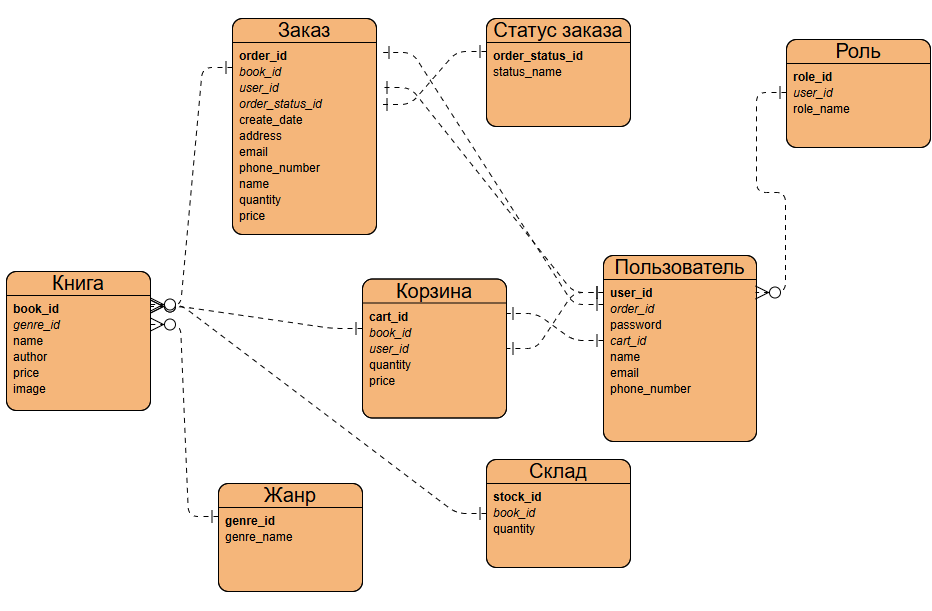 Заказ
order_id
book_id
user_id
order_status_id
create_date
address
email
phone_number
name
quantity
price
Статус заказа
order_status_id
status_name
Роль
role_id
user_id
role_name
Книга
book_id
genre_id
name
author
price
image
Корзина
cart_id
book_id
user_id
quantity
price
Пользователь
user_id
order_id
password
cart_id
name
email
phone_number
Жанр
genre_id
genre_name
Склад
stock_id
book_id
quantity